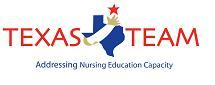 TEXAS TEAM
Addressing Nursing Education Capacity